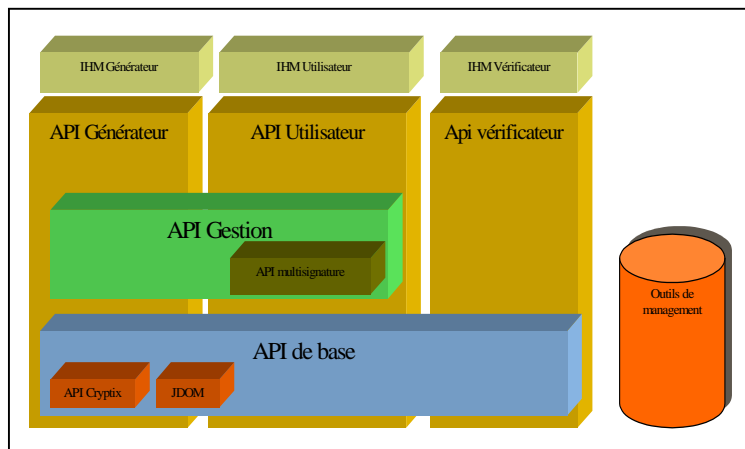 IHM Générateur
IHM Utilisateur
IHM Vérificateur
API Générateur
API Utilisateur
Api vérificateur
API Gestion
API multisignature
Outils de
management
API de base
API Cryptix
JDOM